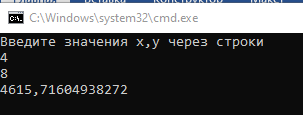 C:\Windows\system32\cmd.exe
Введите значения x,y через строки
4
8
4615,71604938272